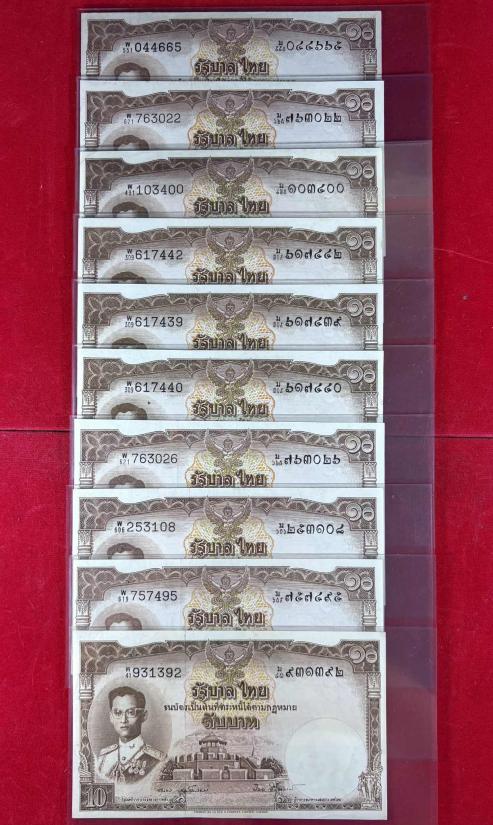 W/551 044665 ๐๔๔๖๖๕ ๑๐
รัฐบาลไทย
W/621 763022 ๗๖๓๐๒๒ ๑๐
รัฐบาลไทย
W/481 103400 ๑๐๓๔๐๐ ๑๐
รัฐบาลไทย
W/309 617442 ๖๑๗๔๔๒ ๑๐
รัฐบาลไทย
W/309 617439 ๖๑๗๔๓๙ ๑๐
รัฐบาลไทย
W/309 617440 ๖๑๗๔๔๐ ๑๐
รัฐบาลไทย
W/621 763026 ๗๖๓๐๒๖ ๑๐
รัฐบาลไทย
W/606 253108 ๒๕๓๑๐๘ ๑๐
รัฐบาลไทย
W/619 757495 ๗๕๗๔๙๕ ๑๐
รัฐบาลไทย
W 931392 ๙๓๑๓๙๒ ๑๐
รัฐบาลไทย
ธนบัตร์เป็นเงินที่ชำระหนี้ได้ตามกฎหมาย
สิบบาท
10